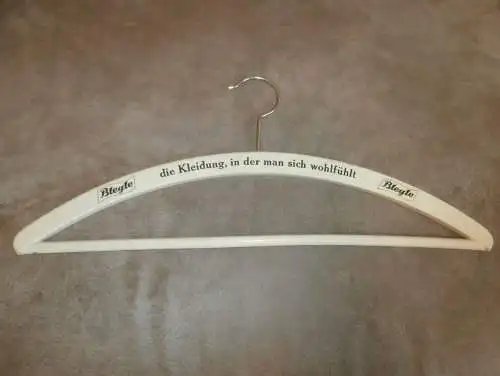 Bleyle
die Kleidung, in der man sich wohlfühlt
Bleyle